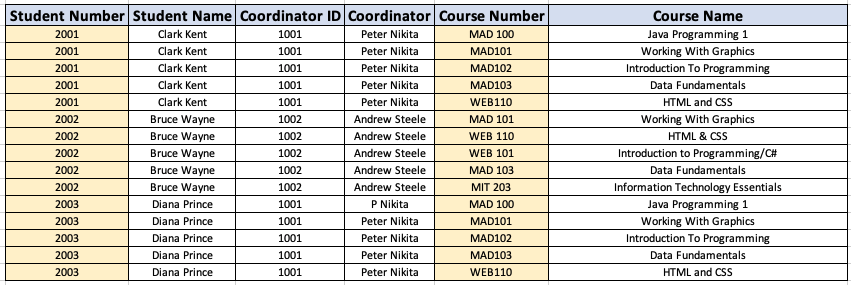 Student Number Student Name Coordinator ID Coordinator Course Number Course Name
2001 Clark Kent 1001 Peter Nikita MAD 100 Java Programming 1
2001 Clark Kent 1001 Peter Nikita MAD101 Working With Graphics
2001 Clark Kent 1001 Peter Nikita MAD102 Introduction To Programming
2001 Clark Kent 1001 Peter Nikita MAD103 Data Fundamentals
2001 Clark Kent 1001 Peter Nikita WEB110 HTML and CSS
2002 Bruce Wayne 1002 Andrew Steele MAD 101 Working With Graphics
2002 Bruce Wayne 1002 Andrew Steele WEB 110 HTML & CSS
2002 Bruce Wayne 1002 Andrew Steele WEB 101 Introduction to Programming/C#
2002 Bruce Wayne 1002 Andrew Steele MAD 103 Data Fundamentals
2002 Bruce Wayne 1002 Andrew Steele MIT 203 Information Technology Essentials
2003 Diana Prince 1001 P Nikita MAD 100 Java Programming 1
2003 Diana Prince 1001 Peter Nikita MAD101 Working With Graphics
2003 Diana Prince 1001 Peter Nikita MAD102 Introduction To Programming
2003 Diana Prince 1001 Peter Nikita MAD103 Data Fundamentals
2003 Diana Prince 1001 Peter Nikita WEB110 HTML and CSS